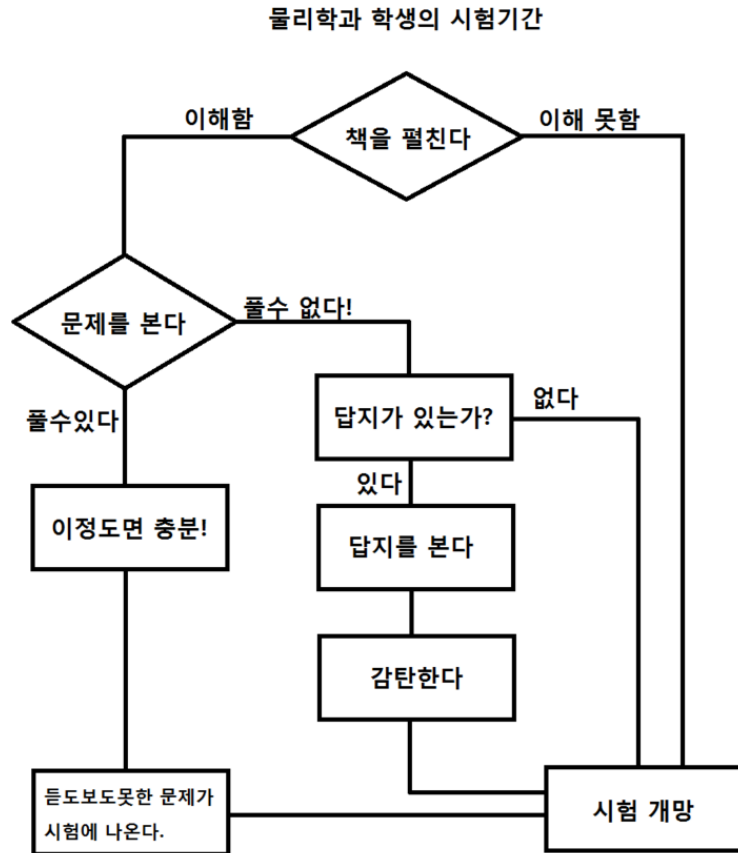 물리학과 학생의 시험기간
이해함
책을 펼친다
이해 못함
문제를 본다
풀수 없다!
풀수있다
답지가 있는가?
없다
있다
이정도면 충분!
답지를 본다
감탄한다
듣도보도못한 문제가
시험에 나온다.
시험 개망